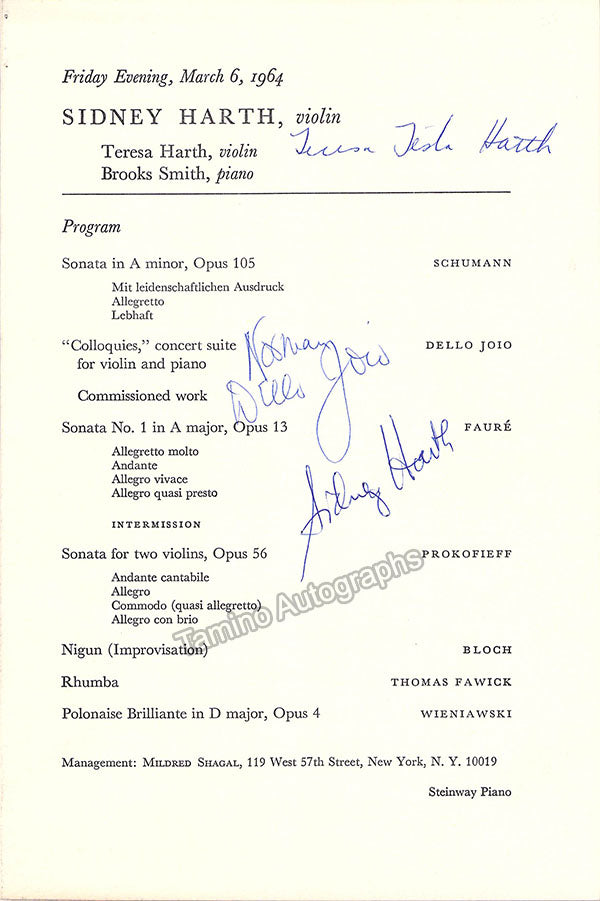 Friday Evening, March 6, 1964
SIDNEY HARTH, violin
Teresa Testa Harth
Teresa Harth, violin
Brooks Smith, piano
Program
Sonata in A minor, Opus 105 SCHUMANN
Mit leidenschaftlichen Ausdruck
Allegretto
Lebhaft
"Colloquies," concert suite DELLO JOIO
for violin and piano
Norman
Dello Joio
Commissioned work
Sonata No. 1 in A major, Opus 13 FAURÉ
Allegretto molto
Andante
Allegro vivace
Allegro quasi presto
Sidney Harth
INTERMISSION
Sonata for two violins, Opus 56 PROKOFIEFF
Andante cantabile
Allegro
Commodo (quasi allegretto)
Allegro con brio
Tamino Autographs
Nigun (Improvisation) BLOCH
Rhumba THOMAS FAWICK
Polonaise Brilliante in D major, Opus 4 WIENIAWSKI
Management: MILDRED SHAGAL, 119 West 57th Street, New York, N. Y. 10019
Steinway Piano